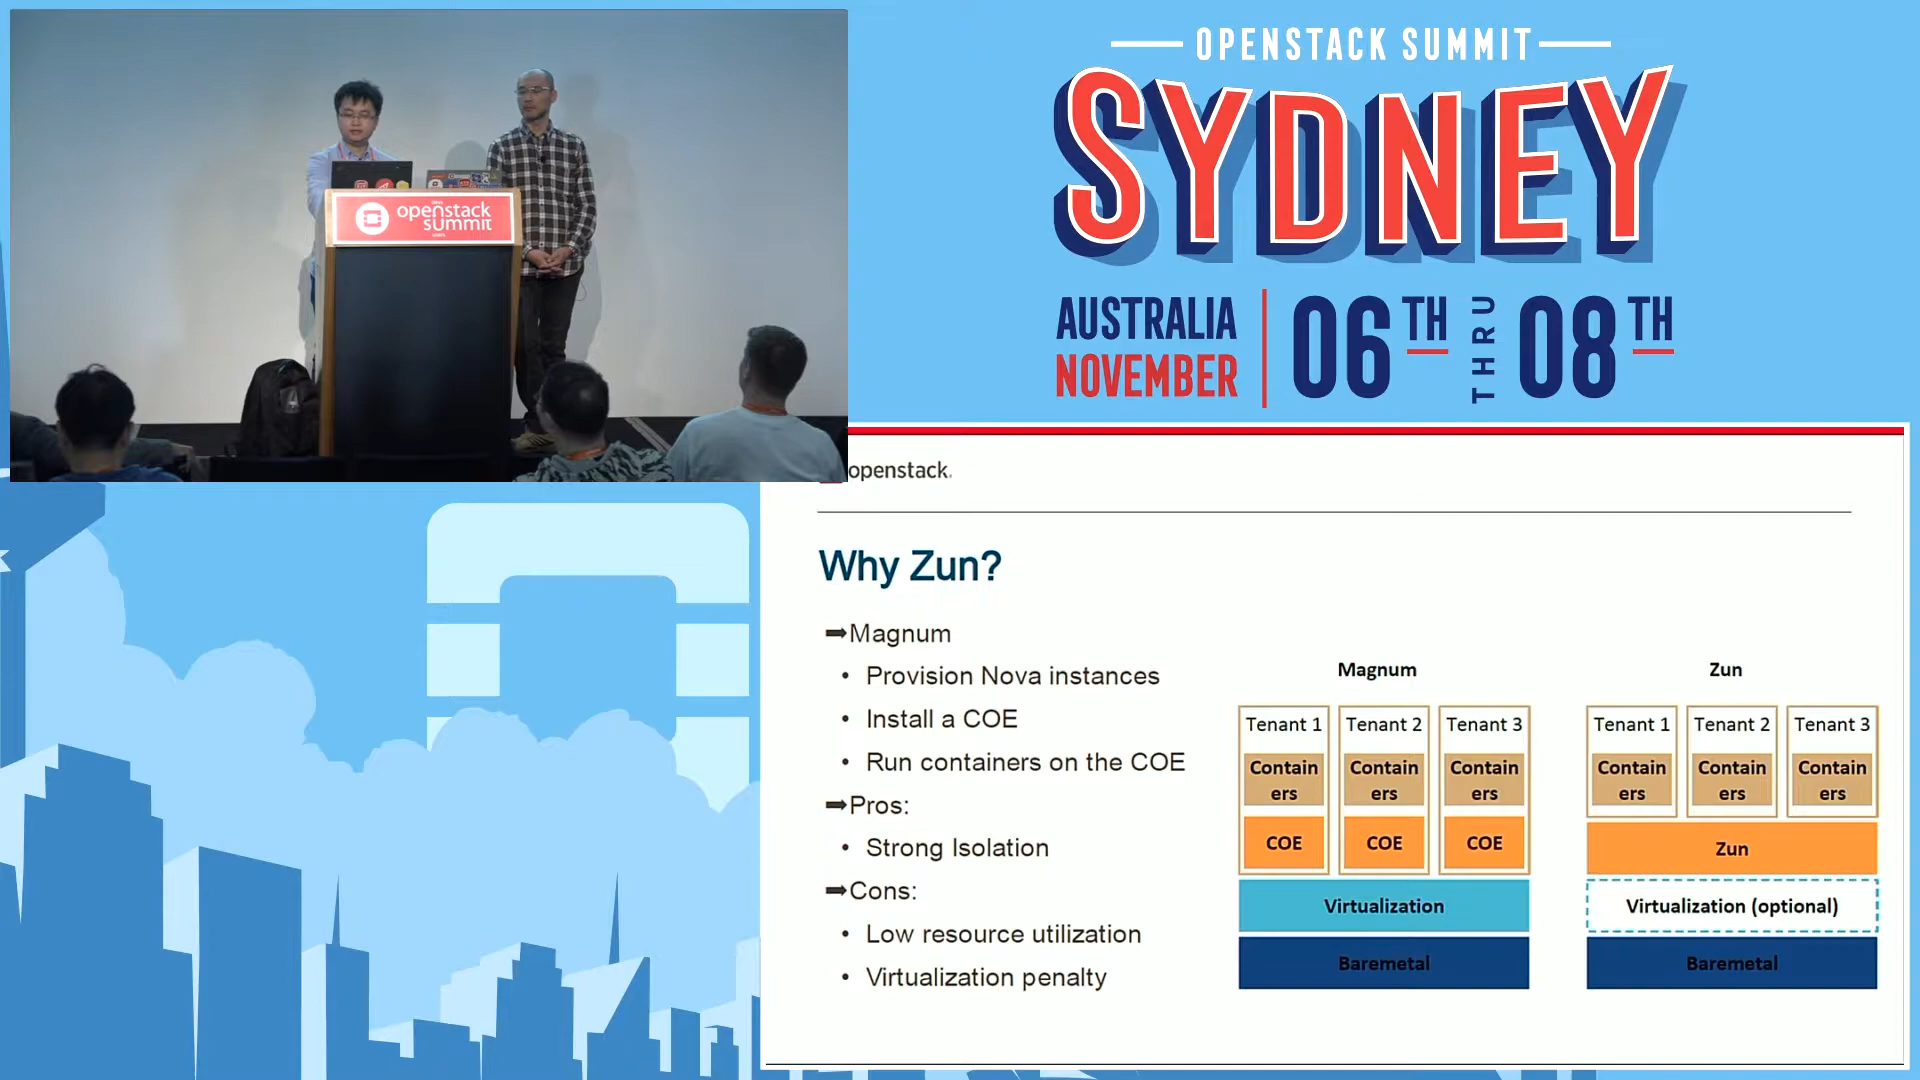 OPENSTACK SUMMIT
SYDNEY
AUSTRALIA
NOVEMBER
06TH THRU 08TH
openstack
summit
openstack.
Why Zun?
➡Magnum
• Provision Nova instances
• Install a COE
• Run containers on the COE
➡Pros:
• Strong Isolation
➡Cons:
• Low resource utilization
• Virtualization penalty
Magnum
Tenant 1 Tenant 2 Tenant 3
Contain Contain Contain
ers ers ers
COE COE COE
Virtualization
Baremetal
Zun
Tenant 1 Tenant 2 Tenant 3
Contain Contain Contain
ers ers ers
Zun
Virtualization (optional)
Baremetal